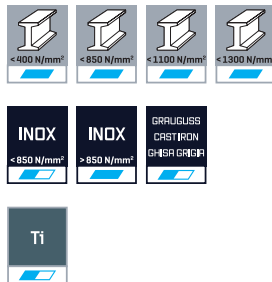 <400 N/mm² <850 N/mm² <1100 N/mm² <1300 N/mm²
INOX INOX GRAUGUSS
CAST IRON
GHISA GRIGIA
<850 N/mm² >850 N/mm²
Ti